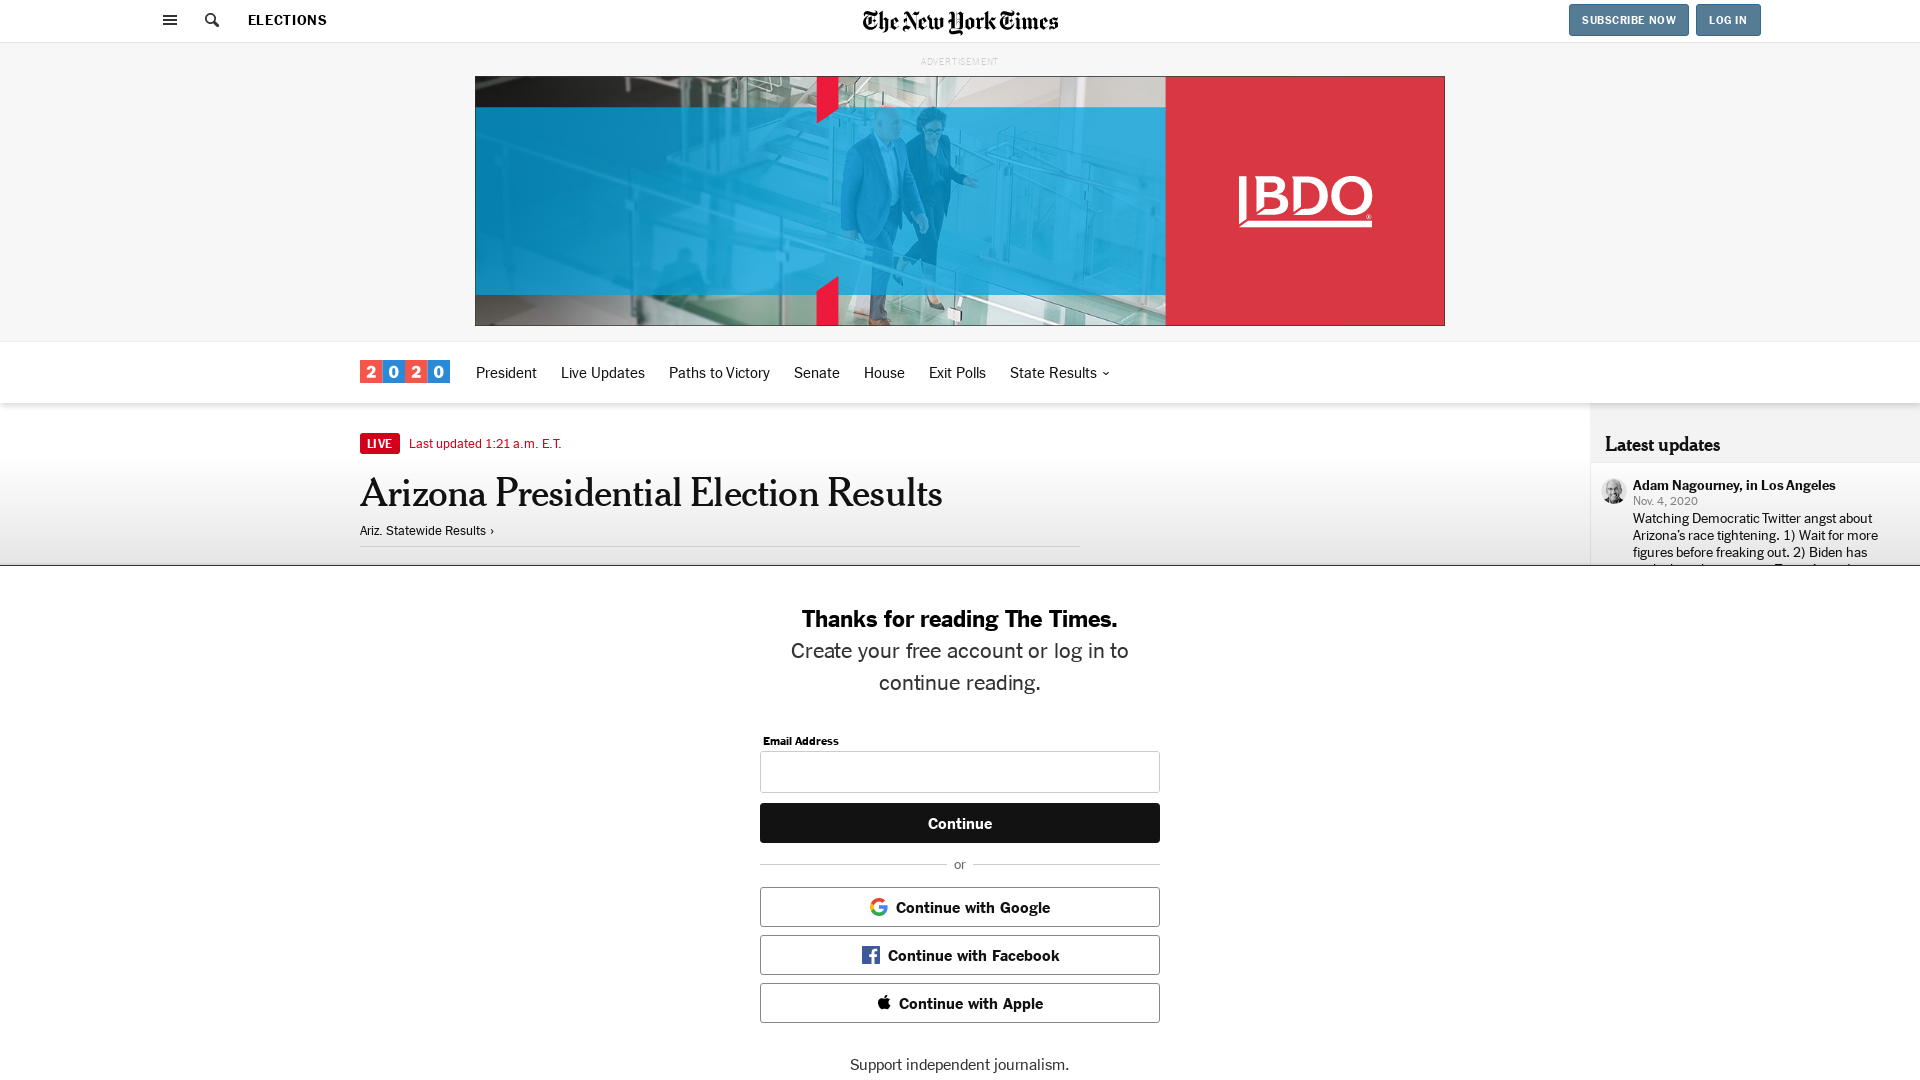 ELECTIONS
The New York Times
SUBSCRIBE NOW
LOG IN
ADVERTISEMENT
BDO
®
2020
President
Live Updates
Paths to Victory
Senate
House
Exit Polls
State Results
LIVE
Last updated 1:21 a.m. E.T.
Arizona Presidential Election Results
Ariz. Statewide Results ›
Latest updates
Adam Nagourney, in Los Angeles
Nov. 4, 2020
Watching Democratic Twitter angst about
Arizona's race tightening. 1) Wait for more
figures before freaking out. 2) Biden has
Thanks for reading The Times.
Create your free account or log in to
continue reading.
Email Address
Continue
or
Continue with Google
Continue with Facebook
Continue with Apple
Support independent journalism.